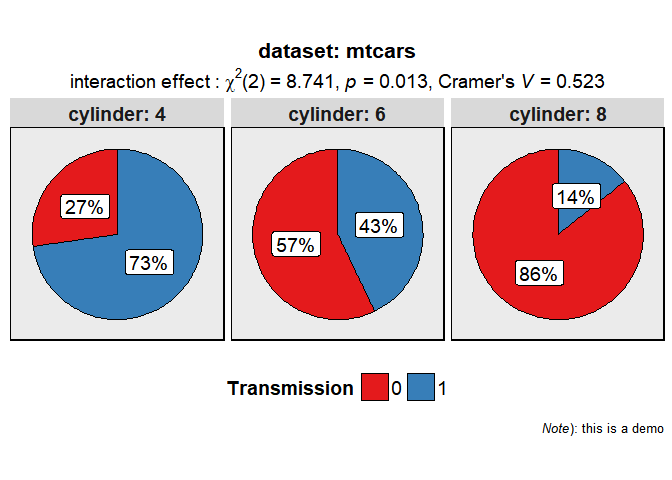 dataset: mtcars
interaction effect : χ²(2) = 8.741, p = 0.013, Cramer's V = 0.523
cylinder: 4
cylinder: 6
cylinder: 8
27%
73%
57%
43%
14%
86%
Transmission 0 1
Note): this is a demo